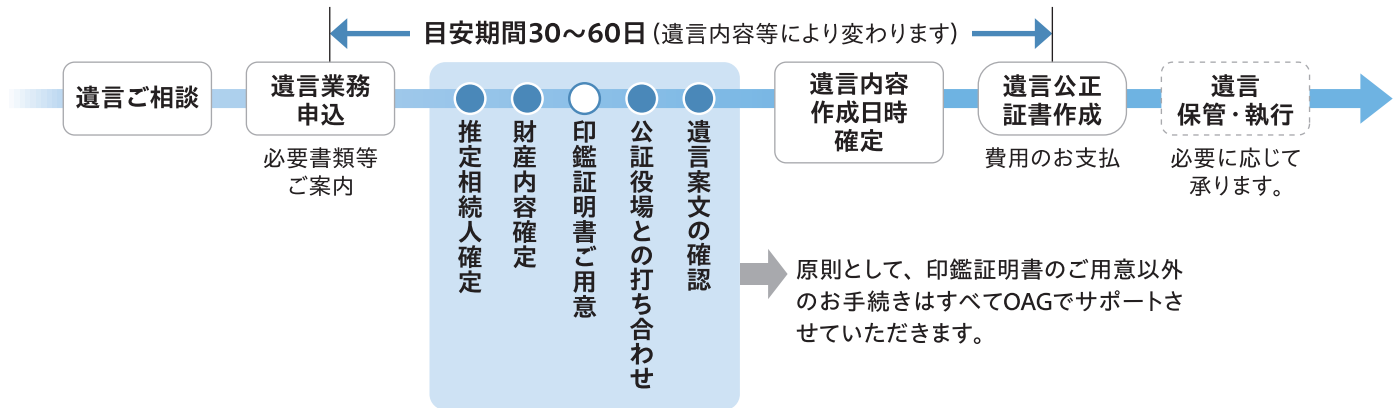 目安期間30〜60日(遺言内容等により変わります)
遺言ご相談
遺言業務
申込
必要書類等
ご案内
推定相続人確定
財産内容確定
印鑑証明書ご用意
公証役場との打ち合わせ
遺言案文の確認
遺言内容
作成日時
確定
遺言公正
証書作成
費用のお支払
遺言
保管・執行
必要に応じて
承ります。
原則として、印鑑証明書のご用意以外
のお手続きはすべてOAGでサポートさ
せていただきます。